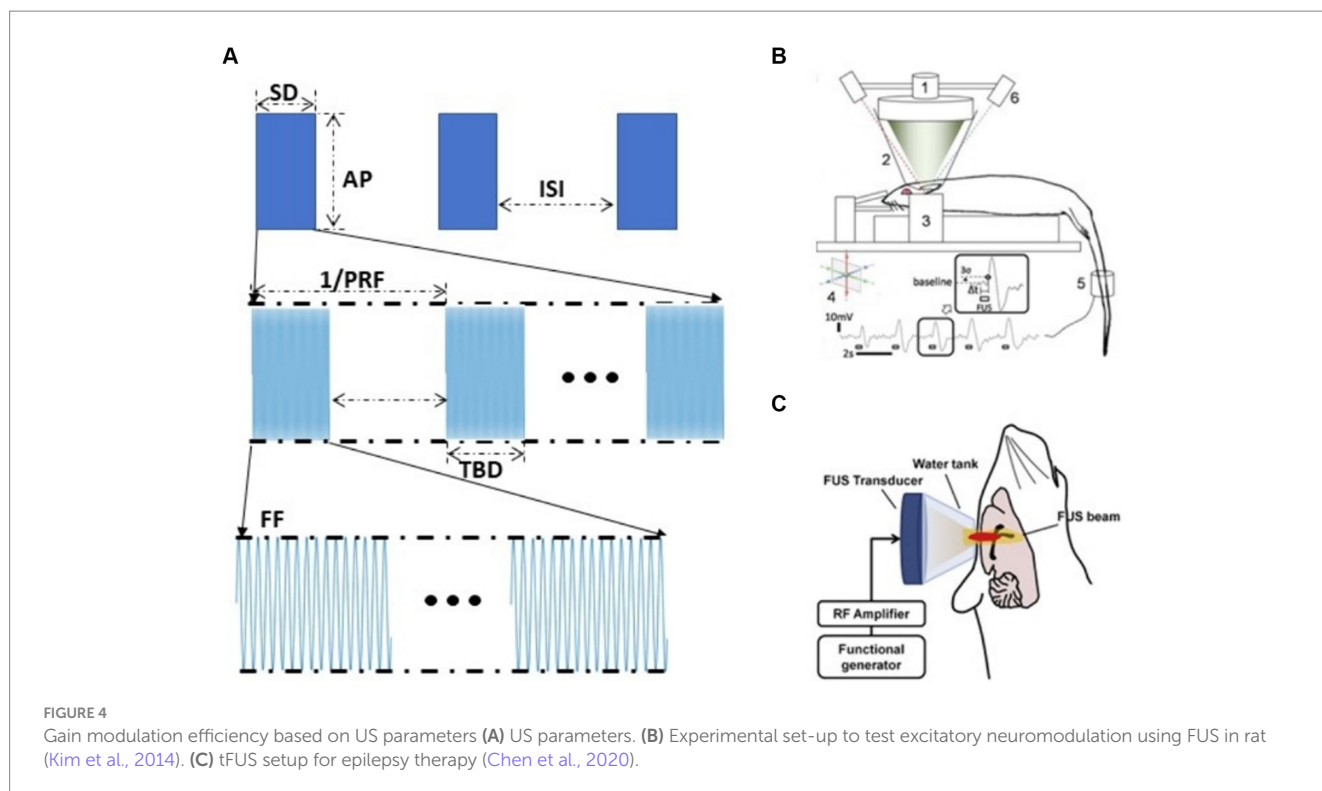 A
SD
AP
ISI
1/PRF
TBD
FF
B
1
6
2
3
4
5
baseline
3σ
Δt
FUS
10mV
2s
C
Water tank
FUS Transducer
FUS beam
RF Amplifier
Functional
generator
FIGURE 4
Gain modulation efficiency based on US parameters (A) US parameters. (B) Experimental set-up to test excitatory neuromodulation using FUS in rat
(Kim et al., 2014). (C) tFUS setup for epilepsy therapy (Chen et al., 2020).